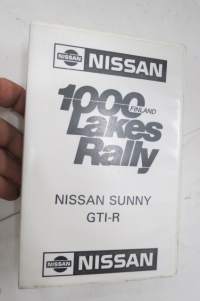 NISSAN NISSAN
1000
FINLAND
Lakes
Rally
NISSAN SUNNY
GTI-R
NISSAN NISSAN